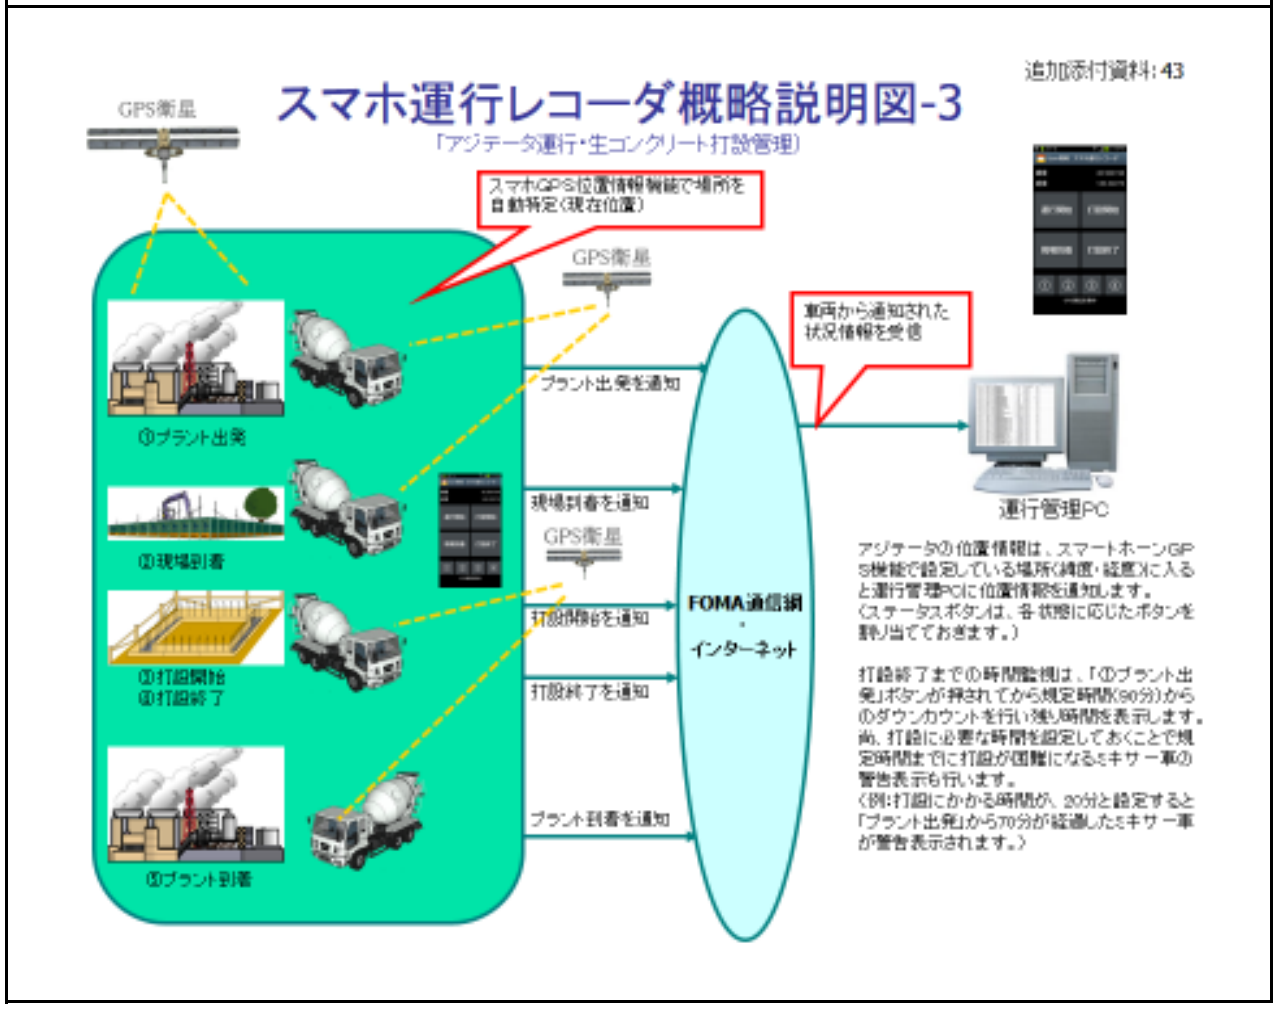 追加添付資料:43
スマホ運行レコーダ概略説明図-3
「アジテータ運行・生コンクリート打設管理」
GPS衛星
スマホGPS位置情報機能で場所を
自動特定(現在位置)
GPS衛星
車両から通知された
状況情報を受信
プラント出発を通知
①プラント出発
現場到着を通知
運行管理PC
GPS衛星
②現場到着
FOMA通信網
・
インターネット
打設開始を通知
③打設開始
④打設終了
打設終了を通知
プラント到着を通知
⑤プラント到着
アジテータの位置情報は、スマートホーンGP
S機能で設定している場所(緯度・経度)に入る
と運行管理PCに位置情報を通知します。
(ステータスボタンは、各状態に応じたボタンを
割り当てておきます。)
打設終了までの時間監視は、「①プラント出
発」ボタンが押されてから規定時間(90分)から
のダウンカウントを行い残り時間を表示します。
尚、打設に必要な時間を設定しておくことで規
定時間までに打設が困難になるミキサー車の
警告表示も行います。
(例:打設にかかる時間が、20分と設定すると
「プラント出発」から70分が経過したミキサー車
が警告表示されます。)